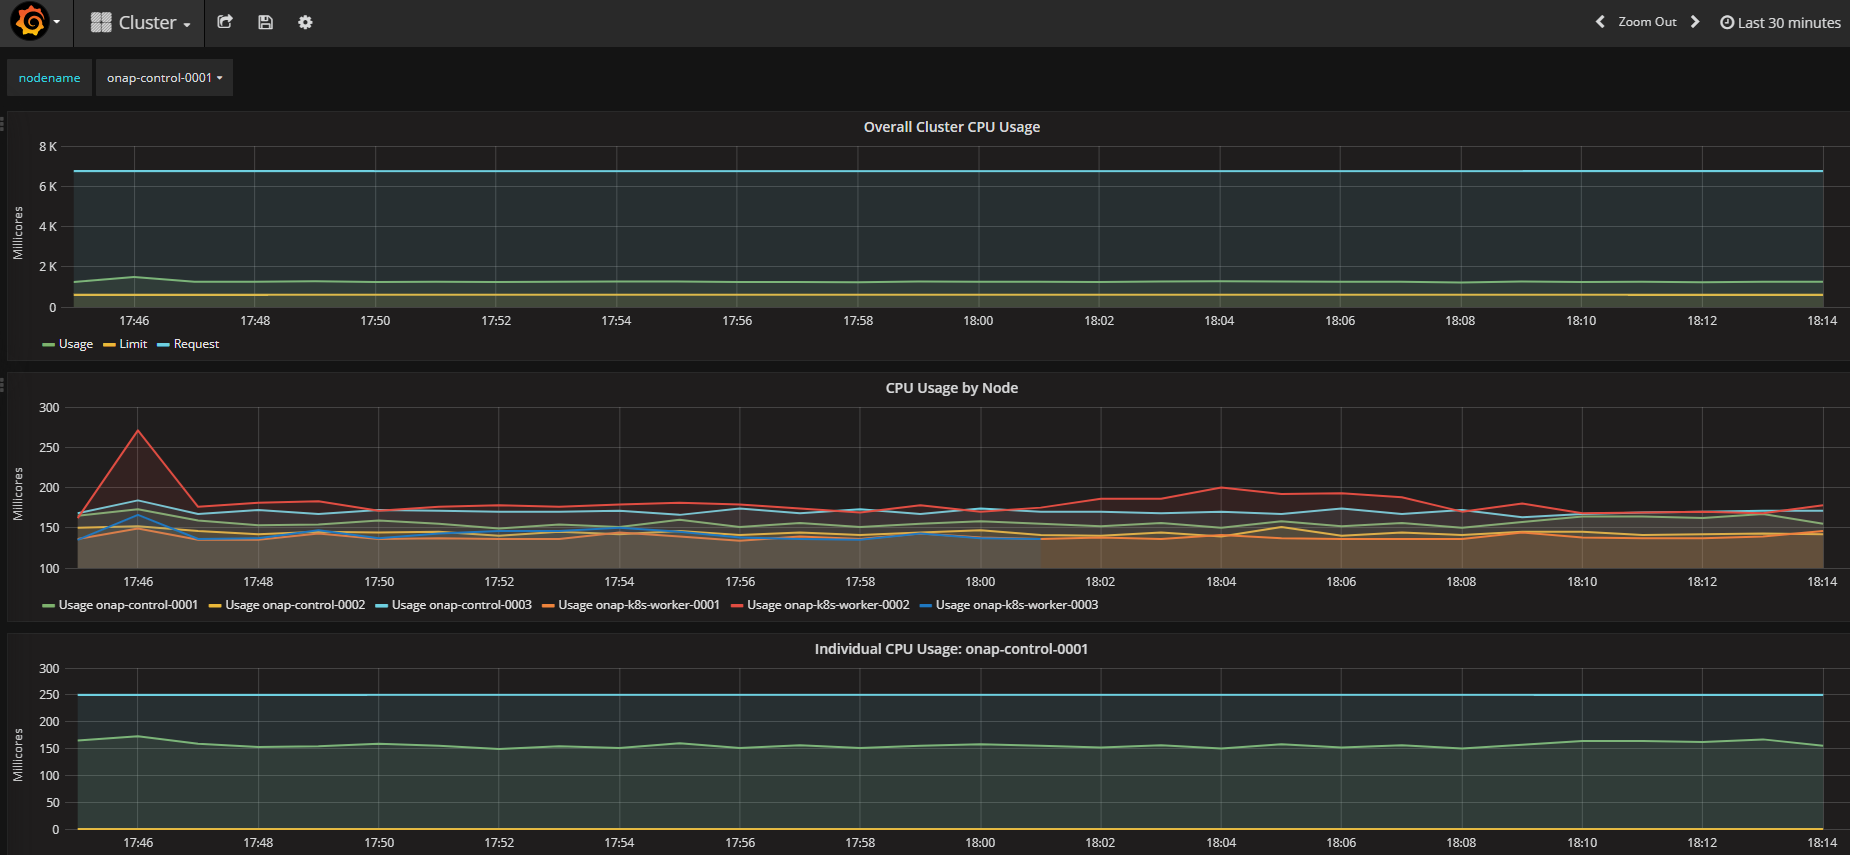 Cluster
Zoom Out
Last 30 minutes
nodename
onap-control-0001
Overall Cluster CPU Usage
Millicores
8 K
6 K
4 K
2 K
0
17:46 17:48 17:50 17:52 17:54 17:56 17:58 18:00 18:02 18:04 18:06 18:08 18:10 18:12 18:14
Usage Limit Request
CPU Usage by Node
Millicores
300
250
200
150
100
17:46 17:48 17:50 17:52 17:54 17:56 17:58 18:00 18:02 18:04 18:06 18:08 18:10 18:12 18:14
Usage onap-control-0001 Usage onap-control-0002 Usage onap-control-0003 Usage onap-k8s-worker-0001 Usage onap-k8s-worker-0002 Usage onap-k8s-worker-0003
Individual CPU Usage: onap-control-0001
Millicores
300
250
200
150
100
50
0
17:46 17:48 17:50 17:52 17:54 17:56 17:58 18:00 18:02 18:04 18:06 18:08 18:10 18:12 18:14